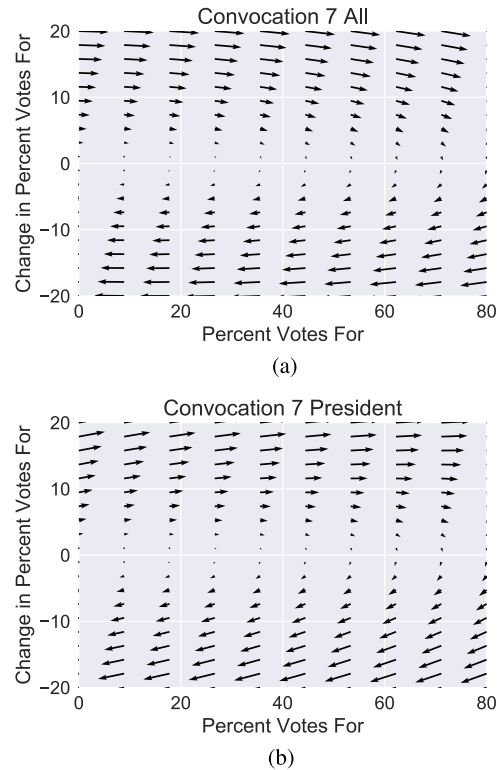 Convocation 7 All
Change in Percent Votes For
20
10
0
−10
−20
0 20 40 60 80
Percent Votes For
(a)
Convocation 7 President
Change in Percent Votes For
20
10
0
−10
−20
0 20 40 60 80
Percent Votes For
(b)